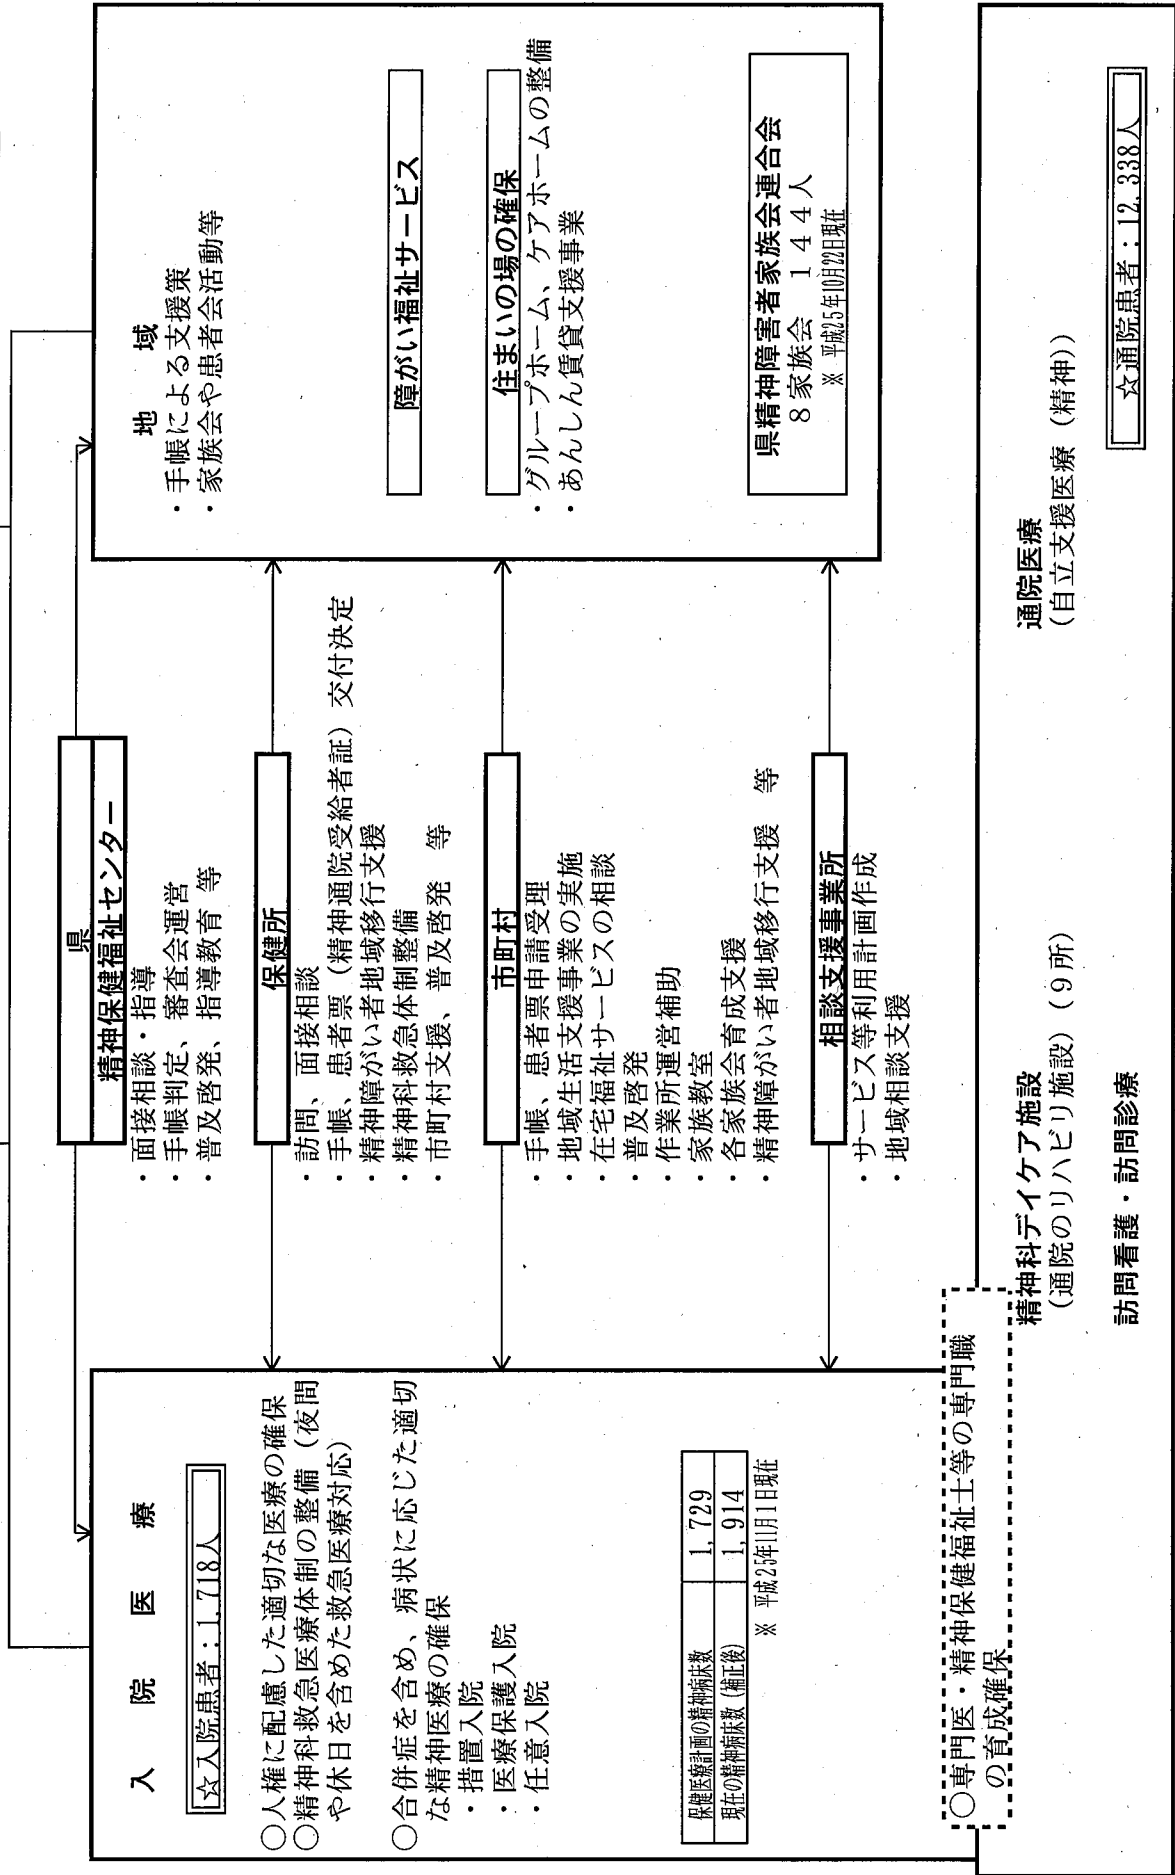 入院医療
☆入院患者：1,718人
○人権に配慮した適切な医療の確保
○精神科救急医療体制の整備（夜間
や休日を含めた救急医療対応）
○合併症を含め、病状に応じた適切
な精神医療の確保
・措置入院
・医療保護入院
・任意入院
保健医療計画の精神病床数 1,729
現在の精神病床数（補正後） 1,914
※ 平成25年11月1日現在
○専門医・精神保健福祉士等の専門職
の育成確保
県
精神保健福祉センター
・面接相談・指導
・手帳判定、審査会運営
・普及啓発、指導教育 等
保健所
・訪問、面接相談
・手帳、患者票（精神通院受給者証）交付決定
・精神障がい者地域移行支援
・精神科救急体制整備
・市町村支援、普及啓発 等
市町村
・手帳、患者票申請受理
・地域生活支援事業の実施
・在宅福祉サービスの相談
・普及啓発
・作業所運営補助
・家族教室
・各家族会育成支援
・精神障がい者地域移行支援 等
相談支援事業所
・サービス等利用計画作成
・地域相談支援
地域
・手帳による支援策
・家族会や患者会活動等
障がい福祉サービス
住まいの場の確保
・グループホーム、ケアホームの整備
・あんしん賃貸支援事業
県精神障害者家族会連合会
８家族会 １４４人
※ 平成25年10月22日現在
精神科デイケア施設
（通院のリハビリ施設）（９所）
訪問看護・訪問診療
通院医療
（自立支援医療（精神））
☆通院患者：12,338人